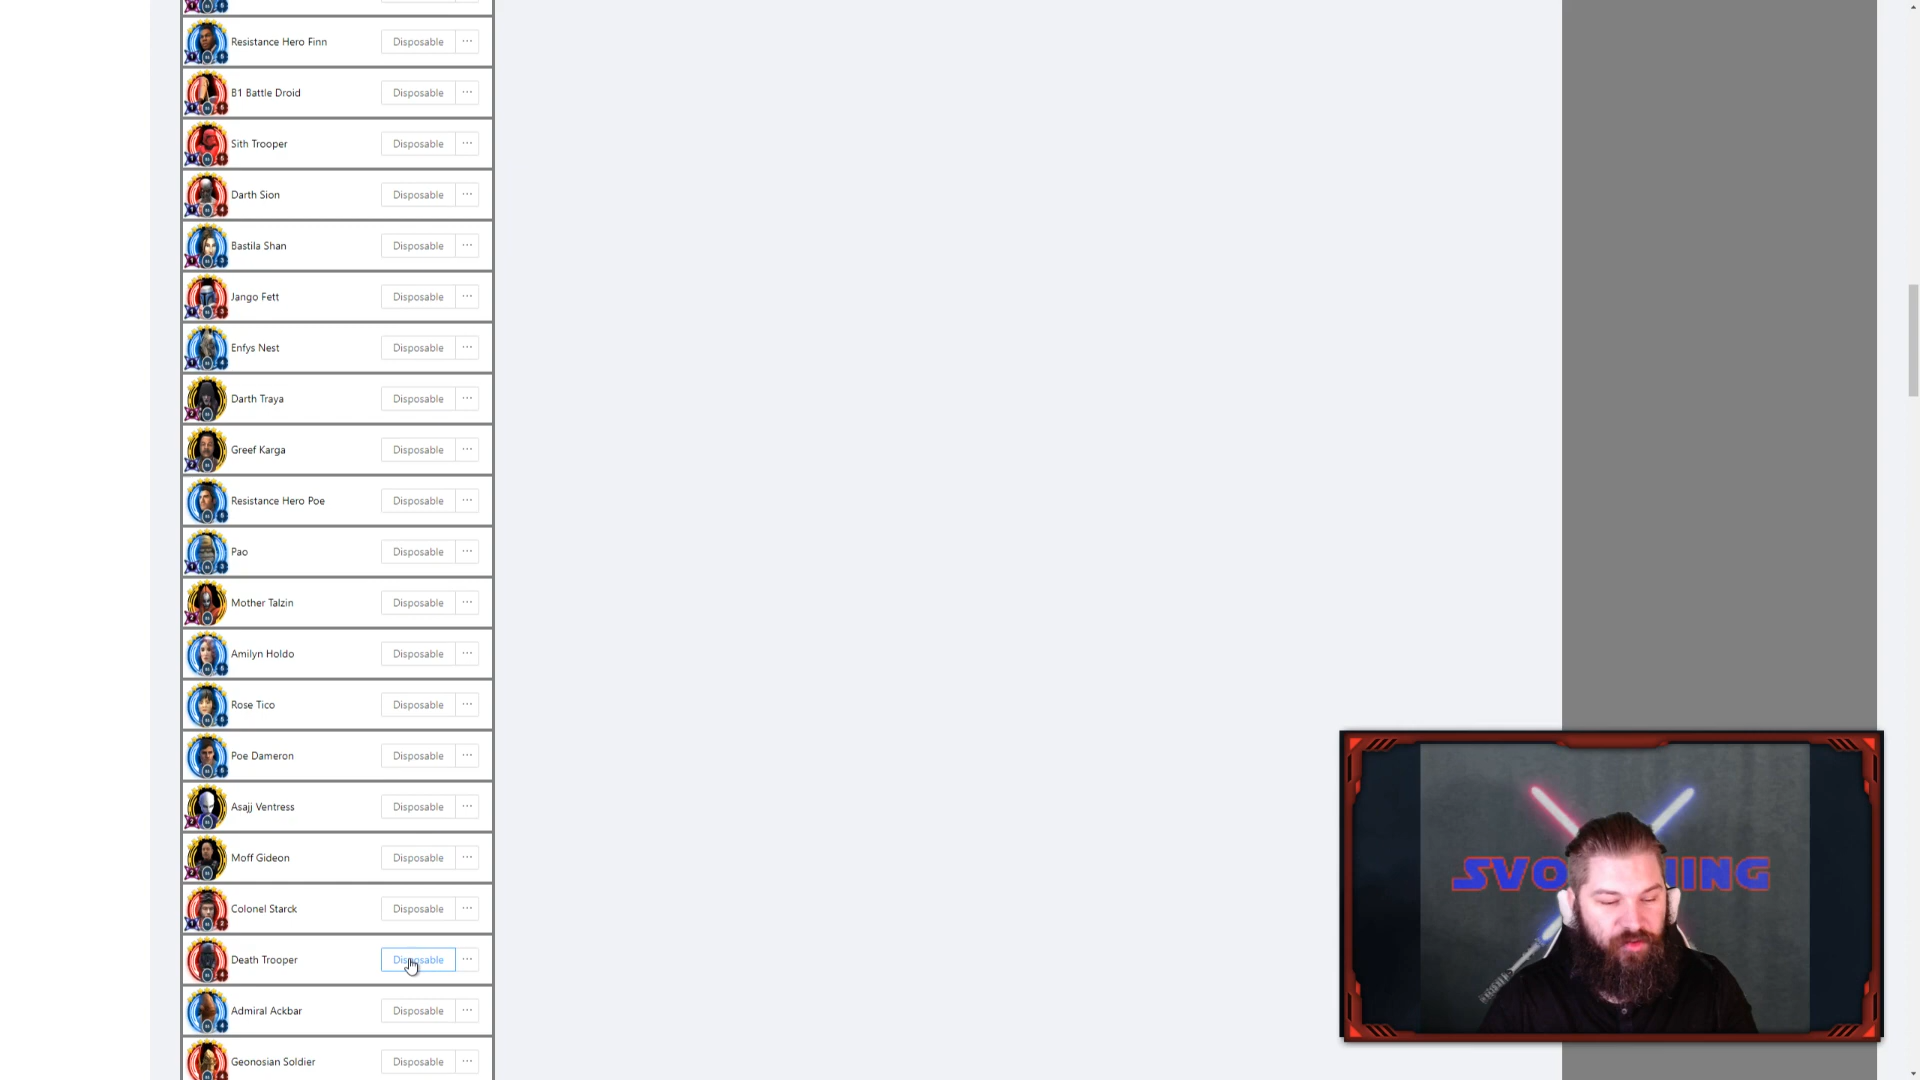 Resistance Hero Finn Disposable ...
B1 Battle Droid Disposable ...
Sith Trooper Disposable ...
Darth Sion Disposable ...
Bastila Shan Disposable ...
Jango Fett Disposable ...
Enfys Nest Disposable ...
Darth Traya Disposable ...
Greef Karga Disposable ...
Resistance Hero Poe Disposable ...
Pao Disposable ...
Mother Talzin Disposable ...
Amilyn Holdo Disposable ...
Rose Tico Disposable ...
Poe Dameron Disposable ...
Asajj Ventress Disposable ...
Moff Gideon Disposable ...
Colonel Starck Disposable ...
Death Trooper Disposable ...
Admiral Ackbar Disposable ...
Geonosian Soldier Disposable ...